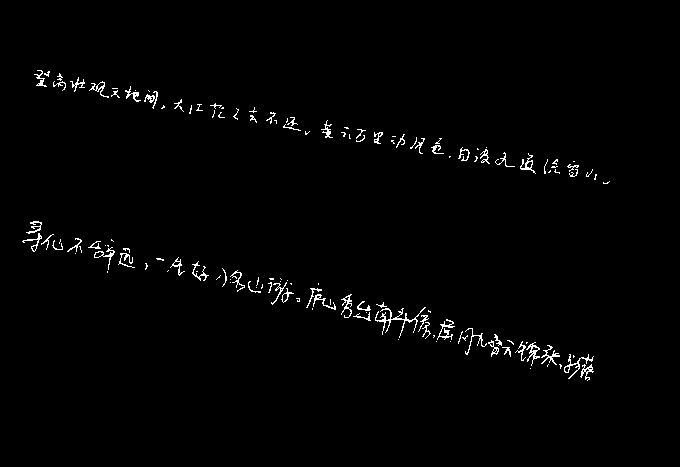 登高壮观天地间，大江茫茫去不还。黄云万里动风色，白波九道流雪山。
寻仙不辞远，一生好入名山游。庐山秀出南斗傍，屏风九叠云锦张，影落